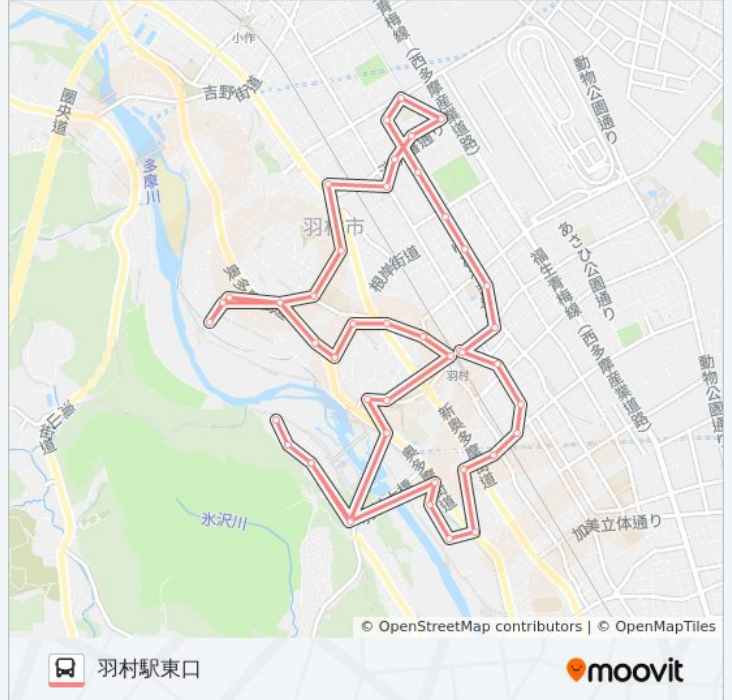 小作
吉野街道
圏央道
青梅線（西多摩産業道路）
動物公園通り
多摩川
羽村市
根岸街道
あさひ公園通り
福生青梅線（西多摩産業道路）
動物公園通
羽村
滝山街道
新奥多摩街道
氷沢川
加美立体通り
© OpenStreetMap contributors | © OpenMapTiles
羽村駅東口
moovit